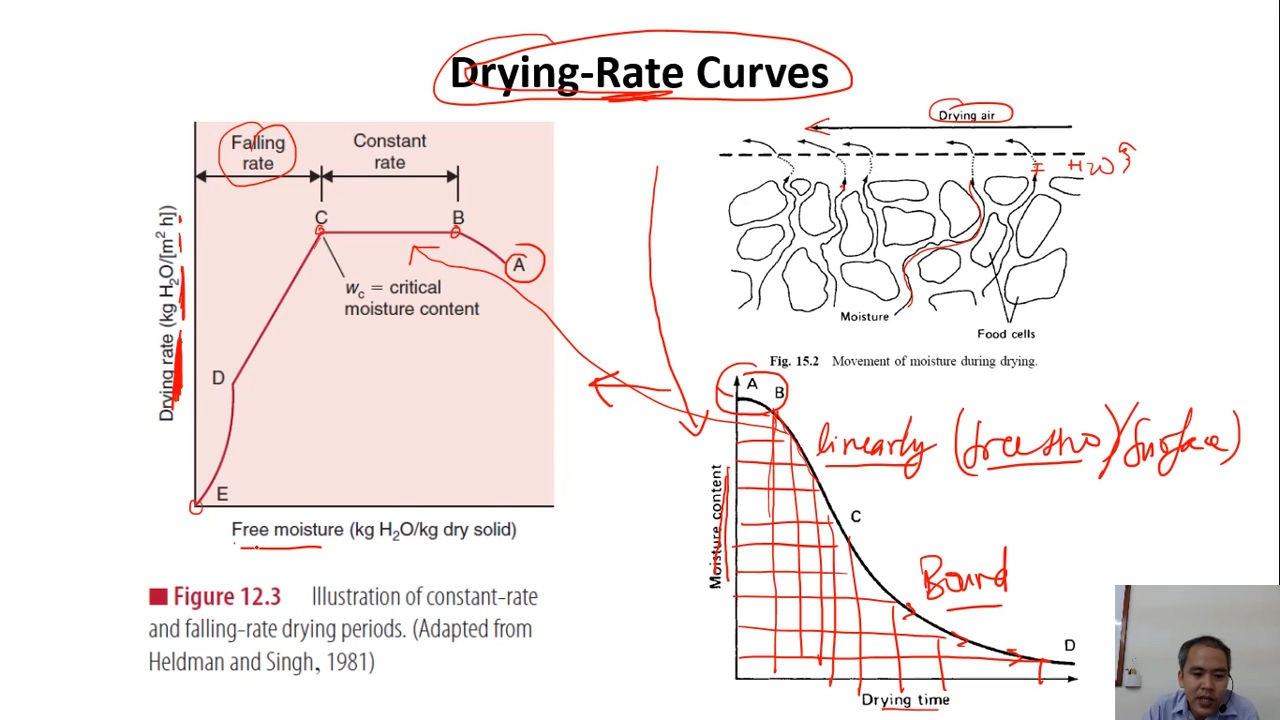 Drying-Rate Curves
Falling
rate
Constant
rate
C
B
A
w_c = critical
moisture content
D
E
Drying rate (kg H₂O/[m² h])
Free moisture (kg H₂O/kg dry solid)
■ Figure 12.3 Illustration of constant-rate
and falling-rate drying periods. (Adapted from
Heldman and Singh, 1981)
Drying air
H2O
Moisture
Food cells
Fig. 15.2 Movement of moisture during drying.
A
B
linearly (free H2O)/Surface)
C
Bound
D
Moisture content
Drying time